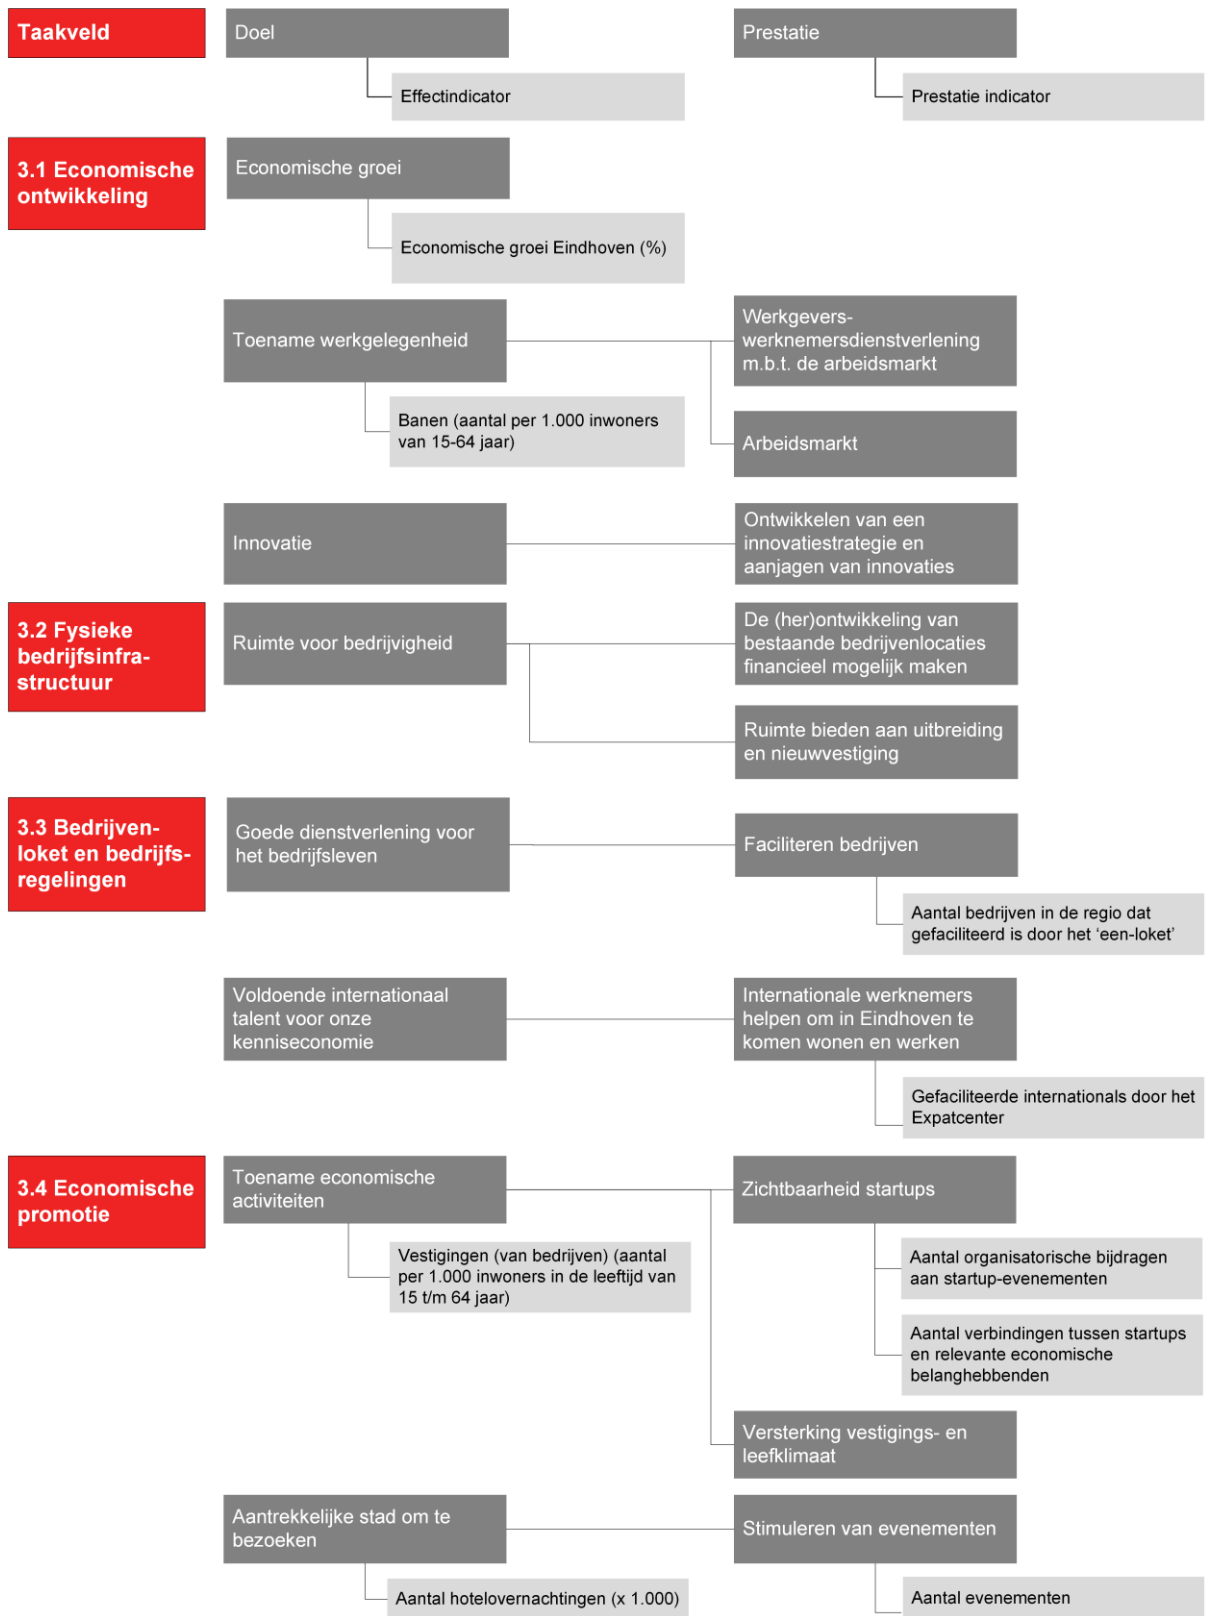 Taakveld
Doel
Prestatie
Effectindicator
Prestatie indicator
3.1 Economische
ontwikkeling
Economische groei
Economische groei Eindhoven (%)
Toename werkgelegenheid
Werkgevers-
werknemersdienstverlening
m.b.t. de arbeidsmarkt
Banen (aantal per 1.000 inwoners
van 15-64 jaar)
Arbeidsmarkt
Innovatie
Ontwikkelen van een
innovatiestrategie en
aanjagen van innovaties
3.2 Fysieke
bedrijfsinfra-
structuur
Ruimte voor bedrijvigheid
De (her)ontwikkeling van
bestaande bedrijvenlocaties
financieel mogelijk maken
Ruimte bieden aan uitbreiding
en nieuwvestiging
3.3 Bedrijven-
loket en bedrijfs-
regelingen
Goede dienstverlening voor
het bedrijfsleven
Faciliteren bedrijven
Aantal bedrijven in de regio dat
gefaciliteerd is door het ‘een-loket’
Voldoende internationaal
talent voor onze
kenniseconomie
Internationale werknemers
helpen om in Eindhoven te
komen wonen en werken
Gefaciliteerde internationals door het
Expatcenter
3.4 Economische
promotie
Toename economische
activiteiten
Zichtbaarheid startups
Vestigingen (van bedrijven) (aantal
per 1.000 inwoners in de leeftijd van
15 t/m 64 jaar)
Aantal organisatorische bijdragen
aan startup-evenementen
Aantal verbindingen tussen startups
en relevante economische
belanghebbenden
Versterking vestigings- en
leefklimaat
Aantrekkelijke stad om te
bezoeken
Stimuleren van evenementen
Aantal hotelovernachtingen (x 1.000)
Aantal evenementen